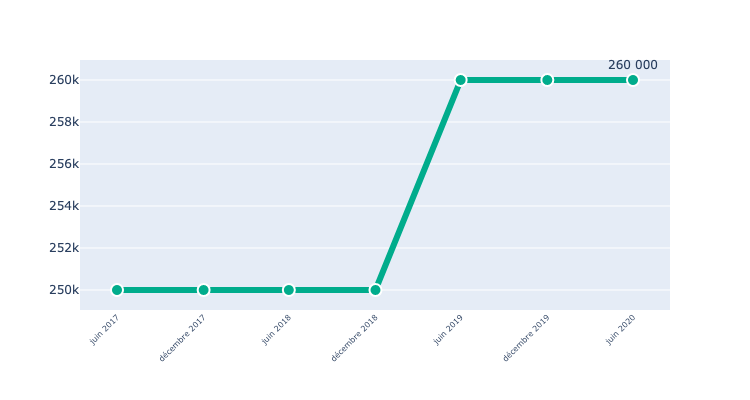 260 000
260k
258k
256k
254k
252k
250k
juin 2017
décembre 2017
juin 2018
décembre 2018
juin 2019
décembre 2019
juin 2020